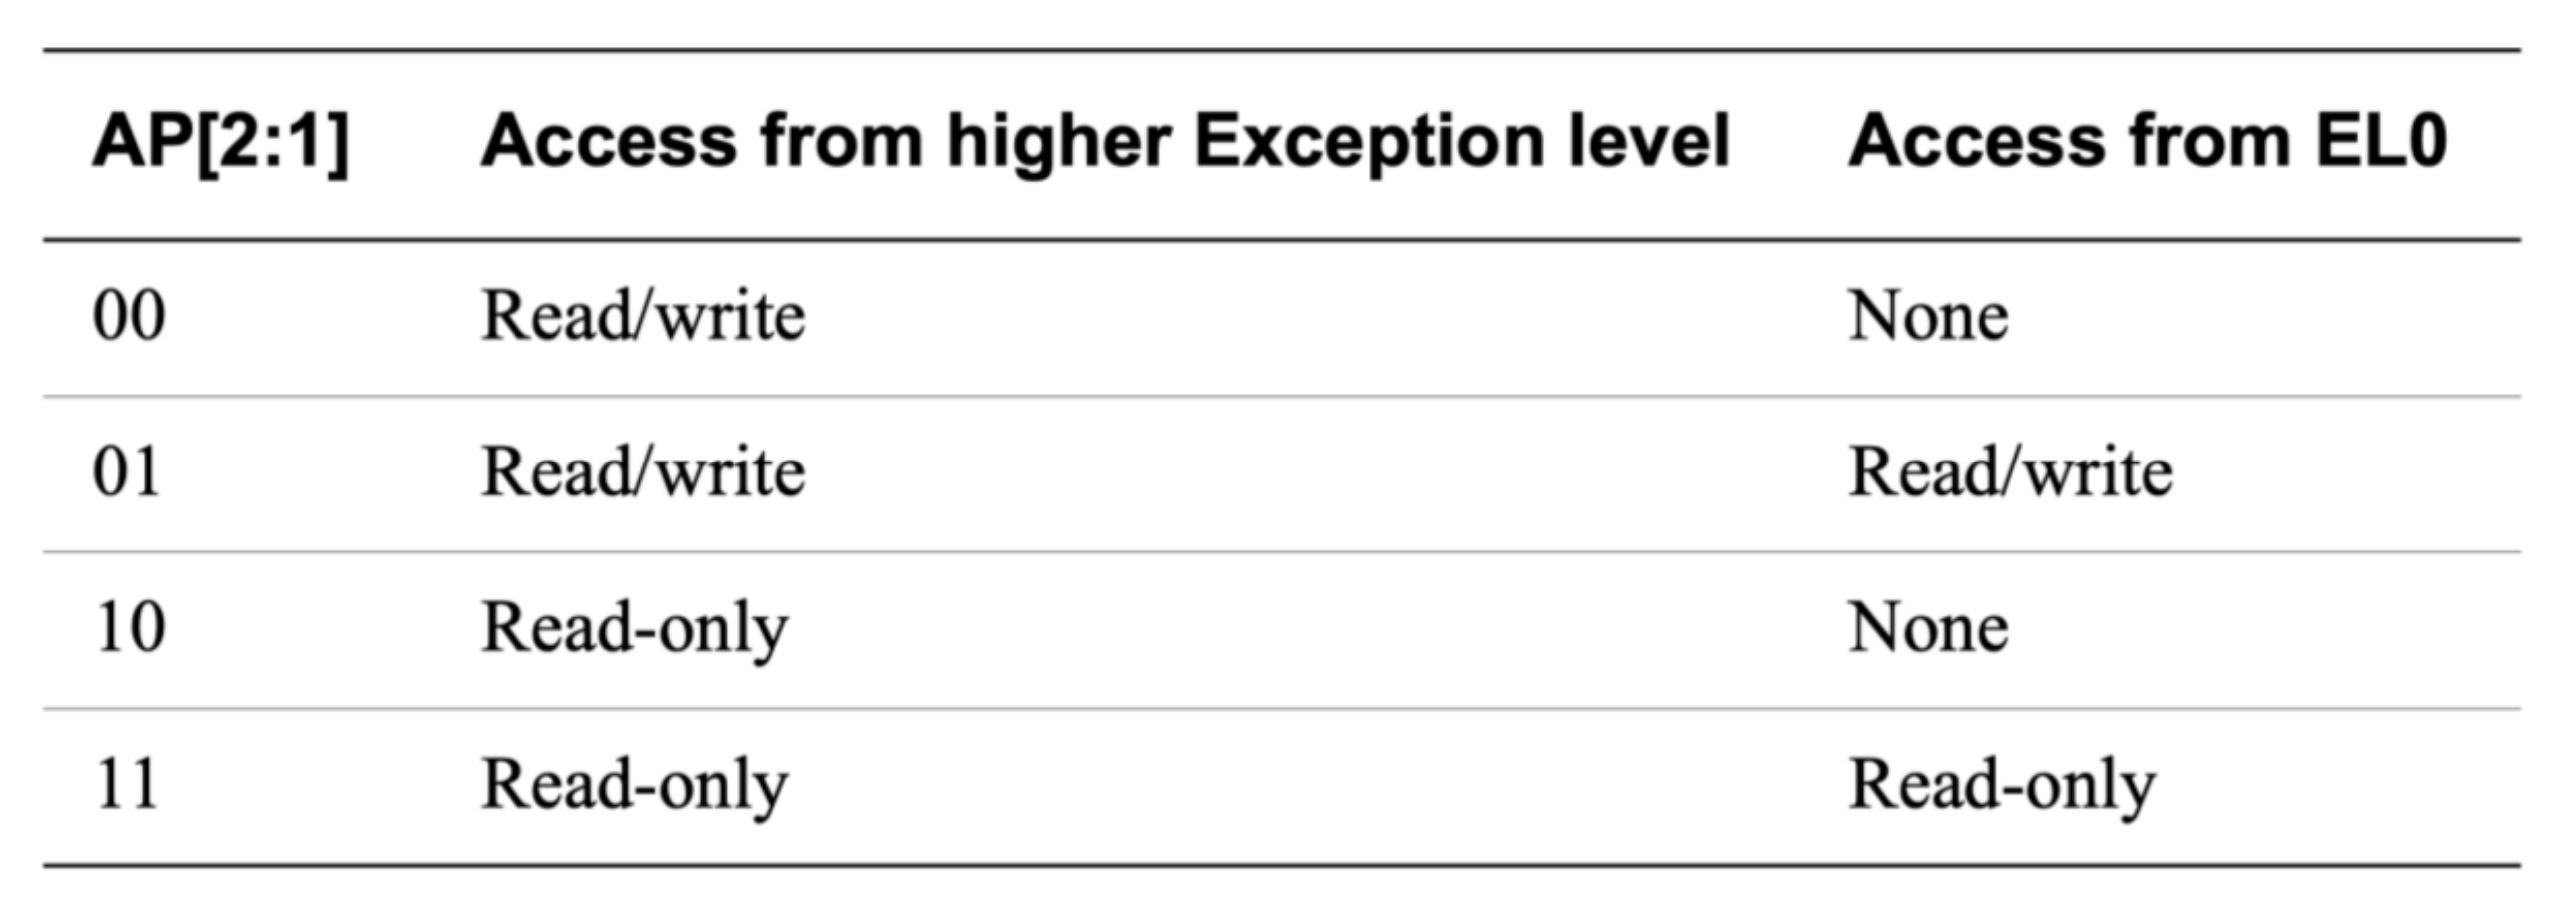 AP[2:1] Access from higher Exception level Access from EL0
00 Read/write None
01 Read/write Read/write
10 Read-only None
11 Read-only Read-only